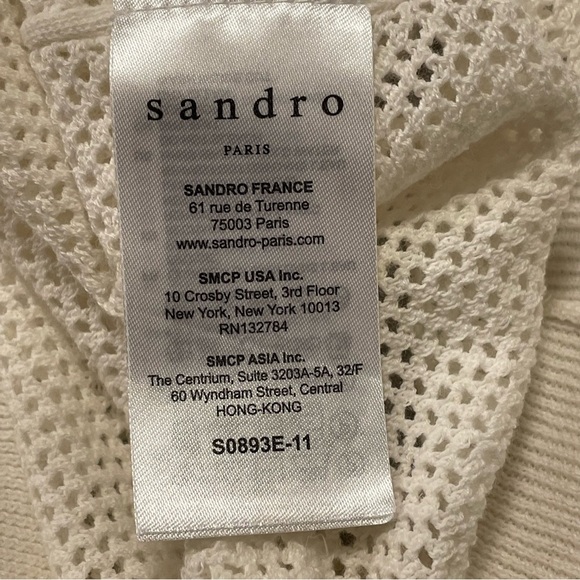 sandro
PARIS
SANDRO FRANCE
61 rue de Turenne
75003 Paris
www.sandro-paris.com
SMCP USA Inc.
10 Crosby Street, 3rd Floor
New York, New York 10013
RN132784
SMCP ASIA Inc.
The Centrium, Suite 3203A-5A, 32/F
60 Wyndham Street, Central
HONG-KONG
S0893E-11